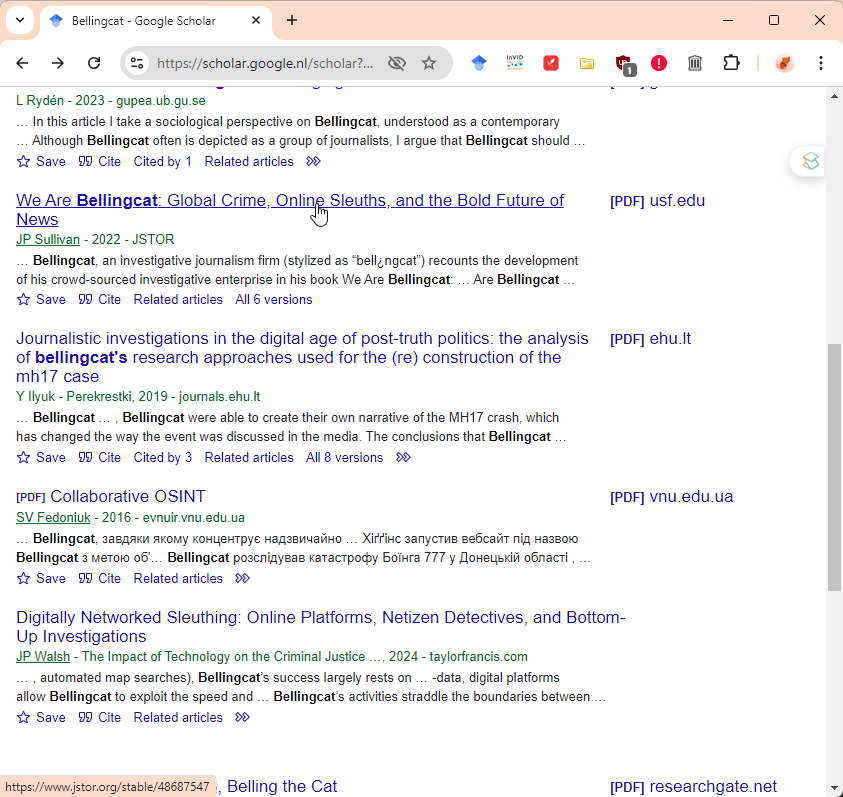 Bellingcat - Google Scholar
https://scholar.google.nl/scholar?...
InVID
1
L Rydén - 2023 - gupea.ub.gu.se
... In this article I take a sociological perspective on Bellingcat, understood as a contemporary
... Although Bellingcat often is depicted as a group of journalists, I argue that Bellingcat should ...
Save Cite Cited by 1 Related articles
We Are Bellingcat: Global Crime, Online Sleuths, and the Bold Future of
News
[PDF] usf.edu
JP Sullivan - 2022 - JSTOR
... Bellingcat, an investigative journalism firm (stylized as “bell¿ngcat”) recounts the development
of his crowd-sourced investigative enterprise in his book We Are Bellingcat: ... Are Bellingcat ...
Save Cite Related articles All 6 versions
Journalistic investigations in the digital age of post-truth politics: the analysis
of bellingcat's research approaches used for the (re) construction of the
mh17 case
[PDF] ehu.lt
Y Ilyuk - Perekrestki, 2019 - journals.ehu.lt
... Bellingcat ... , Bellingcat were able to create their own narrative of the MH17 crash, which
has changed the way the event was discussed in the media. The conclusions that Bellingcat ...
Save Cite Cited by 3 Related articles All 8 versions
[PDF] Collaborative OSINT
[PDF] vnu.edu.ua
SV Fedoniuk - 2016 - evnuir.vnu.edu.ua
... Bellingcat, завдяки якому концентрує надзвичайно ... Хіґґінс запустив вебсайт під назвою
Bellingcat з метою об'... Bellingcat розслідував катастрофу Боїнга 777 у Донецькій області , ...
Save Cite Related articles
Digitally Networked Sleuthing: Online Platforms, Netizen Detectives, and Bottom-
Up Investigations
JP Walsh - The Impact of Technology on the Criminal Justice ..., 2024 - taylorfrancis.com
... , automated map searches), Bellingcat's success largely rests on ... -data, digital platforms
allow Bellingcat to exploit the speed and ... Bellingcat's activities straddle the boundaries between ...
Save Cite Related articles
, Belling the Cat
[PDF] researchgate.net
https://www.jstor.org/stable/48687547